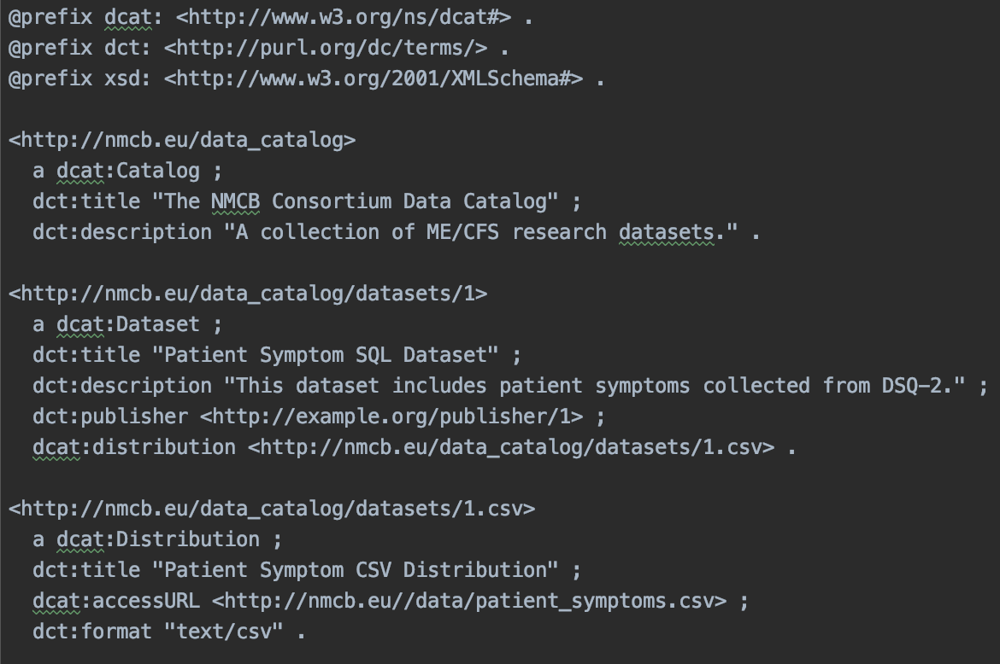 @prefix dcat: <http://www.w3.org/ns/dcat#> .
@prefix dct: <http://purl.org/dc/terms/> .
@prefix xsd: <http://www.w3.org/2001/XMLSchema#> .

<http://nmcb.eu/data_catalog>
  a dcat:Catalog ;
  dct:title "The NMCB Consortium Data Catalog" ;
  dct:description "A collection of ME/CFS research datasets." .

<http://nmcb.eu/data_catalog/datasets/1>
  a dcat:Dataset ;
  dct:title "Patient Symptom SQL Dataset" ;
  dct:description "This dataset includes patient symptoms collected from DSQ-2." ;
  dct:publisher <http://example.org/publisher/1> ;
  dcat:distribution <http://nmcb.eu/data_catalog/datasets/1.csv> .

<http://nmcb.eu/data_catalog/datasets/1.csv>
  a dcat:Distribution ;
  dct:title "Patient Symptom CSV Distribution" ;
  dcat:accessURL <http://nmcb.eu//data/patient_symptoms.csv> ;
  dct:format "text/csv" .